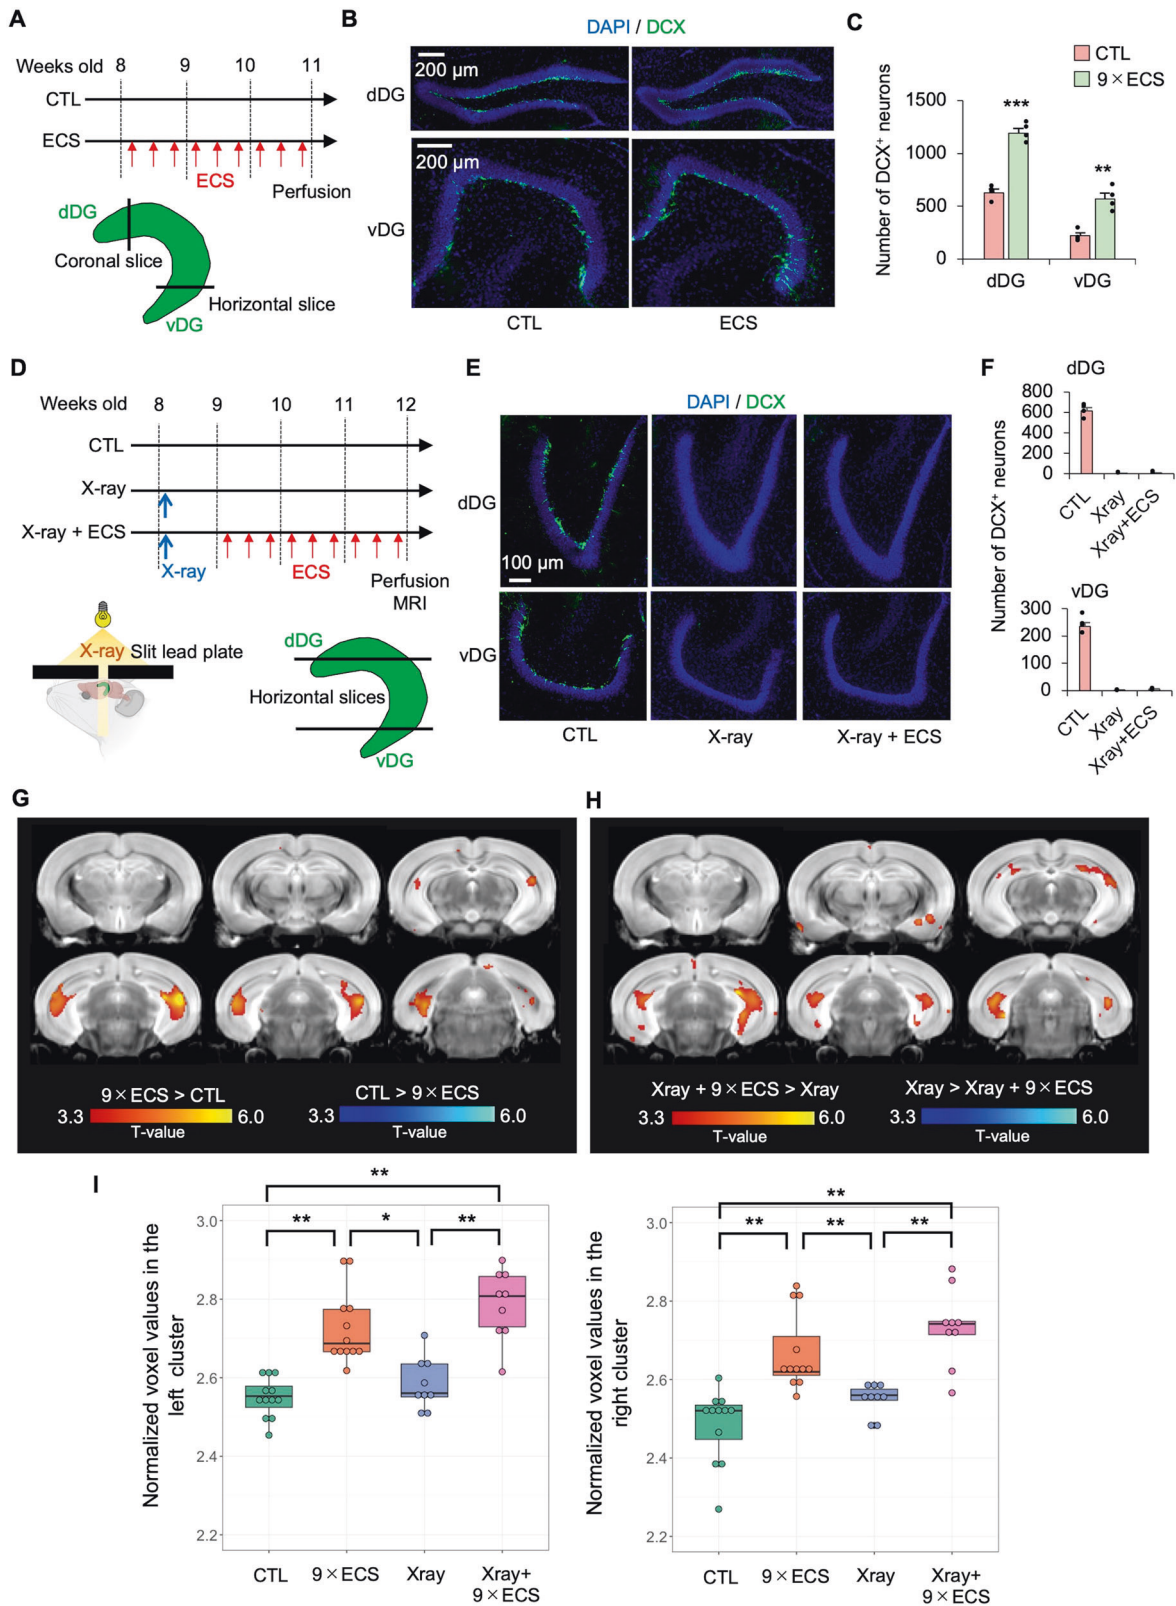 A
Weeks old 8 9 10 11
CTL
ECS
ECS
Perfusion
dDG
Coronal slice
Horizontal slice
vDG
B
DAPI / DCX
200 µm
dDG
200 µm
vDG
CTL ECS
C
CTL
9×ECS
Number of DCX+ neurons
1500
1000
500
0
***
**
dDG vDG
D
Weeks old 8 9 10 11 12
CTL
X-ray
X-ray + ECS
X-ray
ECS
Perfusion
MRI
X-ray Slit lead plate
dDG
Horizontal slices
vDG
E
DAPI / DCX
dDG
100 µm
vDG
CTL X-ray X-ray + ECS
F
Number of DCX+ neurons
dDG
800
600
400
200
0
CTL
Xray
Xray+ECS
vDG
300
200
100
0
CTL
Xray
Xray+ECS
G
9×ECS > CTL
3.3 6.0
T-value
CTL > 9×ECS
3.3 6.0
T-value
H
Xray + 9×ECS > Xray
3.3 6.0
T-value
Xray > Xray + 9×ECS
3.3 6.0
T-value
I
Normalized voxel values in the
left cluster
**
** * **
3.0
2.8
2.6
2.4
2.2
CTL 9×ECS Xray Xray+
9×ECS
Normalized voxel values in the
right cluster
**
** ** **
3.0
2.8
2.6
2.4
2.2
CTL 9×ECS Xray Xray+
9×ECS